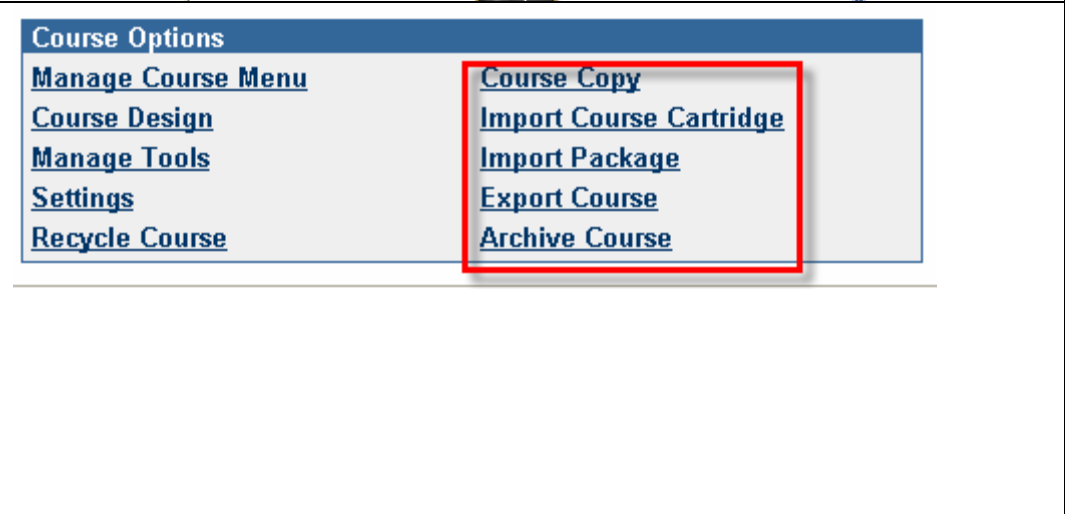 Course Options
Manage Course Menu
Course Design
Manage Tools
Settings
Recycle Course
Course Copy
Import Course Cartridge
Import Package
Export Course
Archive Course